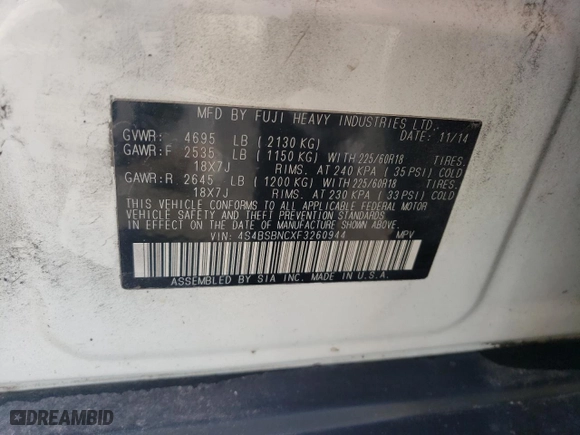 MFD BY FUJI HEAVY INDUSTRIES LTD.
DATE: 11/14
GVWR: 4695 LB ( 2130 KG)
GAWR:F 2535 LB ( 1150 KG) WITH 225/60R18 TIRES,
18X7J RIMS. AT 240 KPA ( 35 PSI) COLD
GAWR:R 2645 LB ( 1200 KG) WITH 225/60R18 TIRES,
18X7J RIMS. AT 230 KPA ( 33 PSI) COLD
THIS VEHICLE CONFORMS TO ALL APPLICABLE FEDERAL MOTOR
VEHICLE SAFETY AND THEFT PREVENTION STANDARDS
IN EFFECT ON THE DATE OF MANUFACTURE SHOWN ABOVE.
VIN: 4S4BSBNCXF3260944 MPV
ASSEMBLED BY SIA INC. MADE IN U.S.A.
DREAMBID